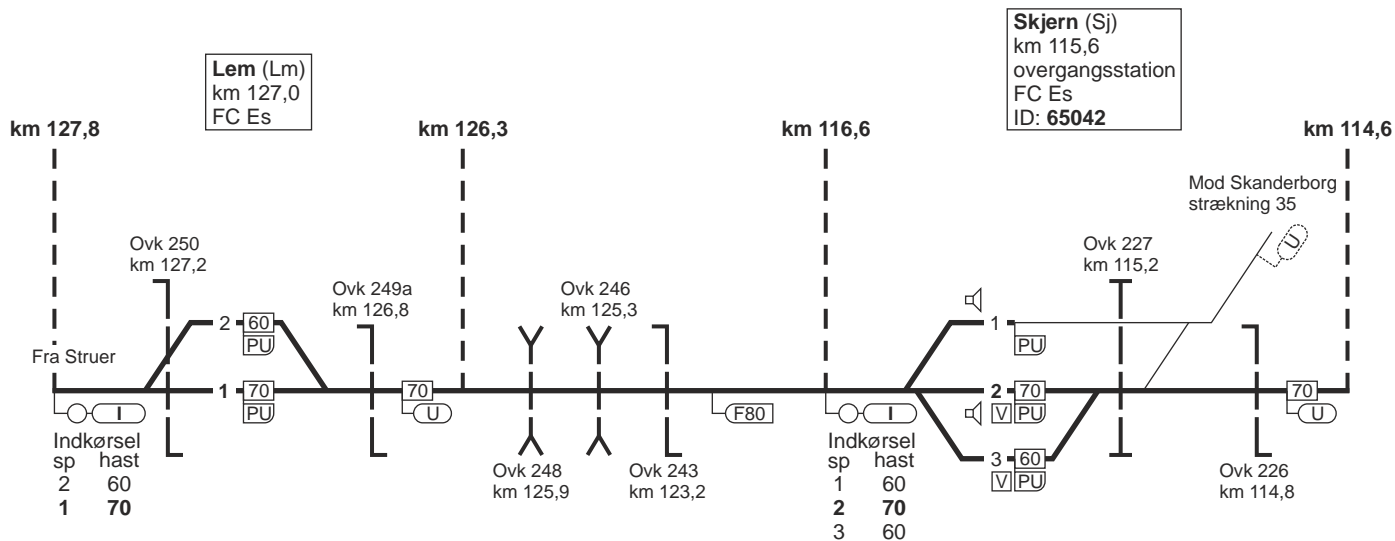 Skjern (Sj)
km 115,6
overgangsstation
FC Es
ID: 65042
Lem (Lm)
km 127,0
FC Es
km 127,8
km 126,3
km 116,6
km 114,6
Mod Skanderborg
strækning 35
U
Ovk 250
km 127,2
Ovk 249a
km 126,8
Ovk 246
km 125,3
Ovk 227
km 115,2
2 60
PU
1
PU
Fra Struer
1 70
PU
70
U
F80
2 70
V PU
70
U
I
I
3 60
V PU
Indkørsel
sp hast
2 60
1 70
Ovk 248
km 125,9
Ovk 243
km 123,2
Indkørsel
sp hast
1 60
2 70
3 60
Ovk 226
km 114,8